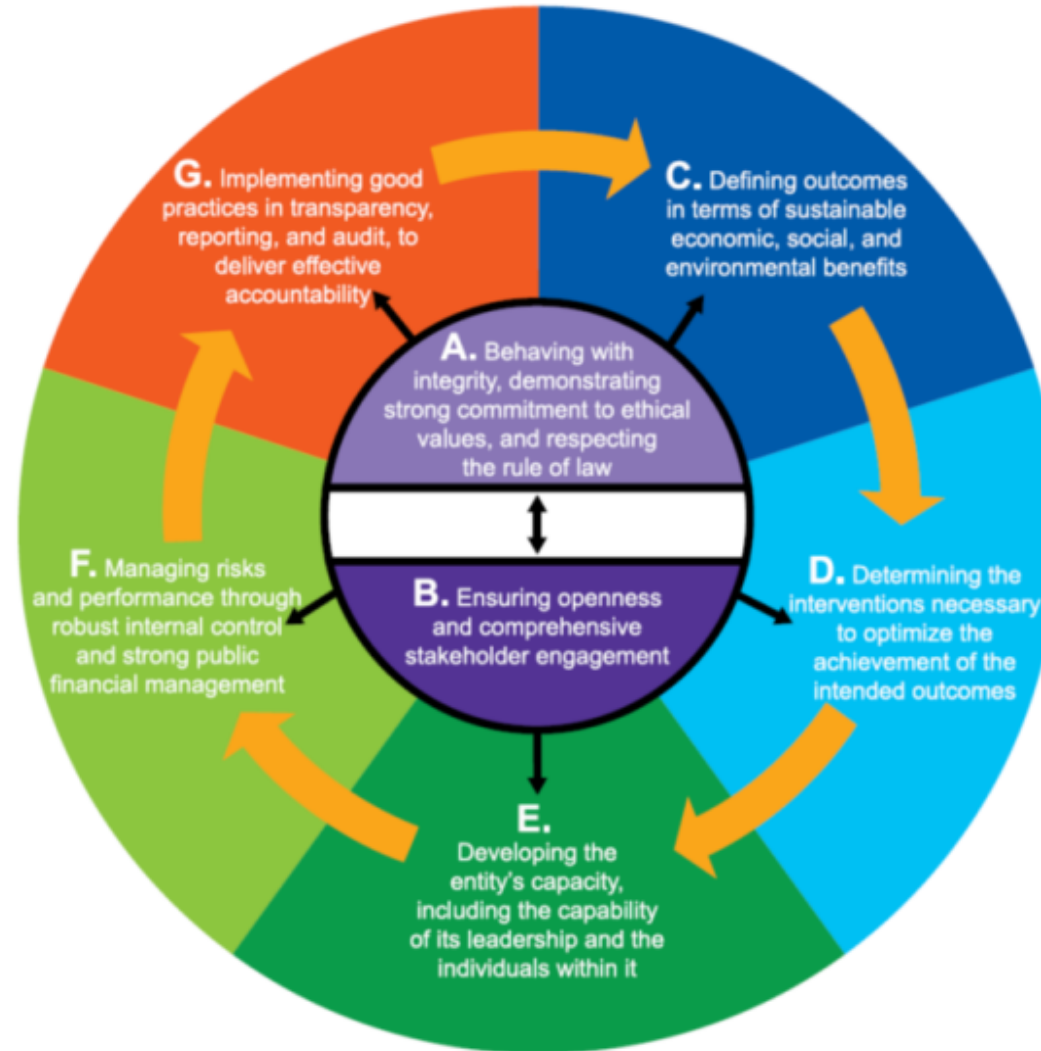 A. Behaving with
integrity, demonstrating
strong commitment to ethical
values, and respecting
the rule of law
B. Ensuring openness
and comprehensive
stakeholder engagement
C. Defining outcomes
in terms of sustainable
economic, social, and
environmental benefits
D. Determining the
interventions necessary
to optimize the
achievement of the
intended outcomes
E.
Developing the
entity's capacity,
including the capability
of its leadership and the
individuals within it
F. Managing risks
and performance through
robust internal control
and strong public
financial management
G. Implementing good
practices in transparency,
reporting, and audit, to
deliver effective
accountability